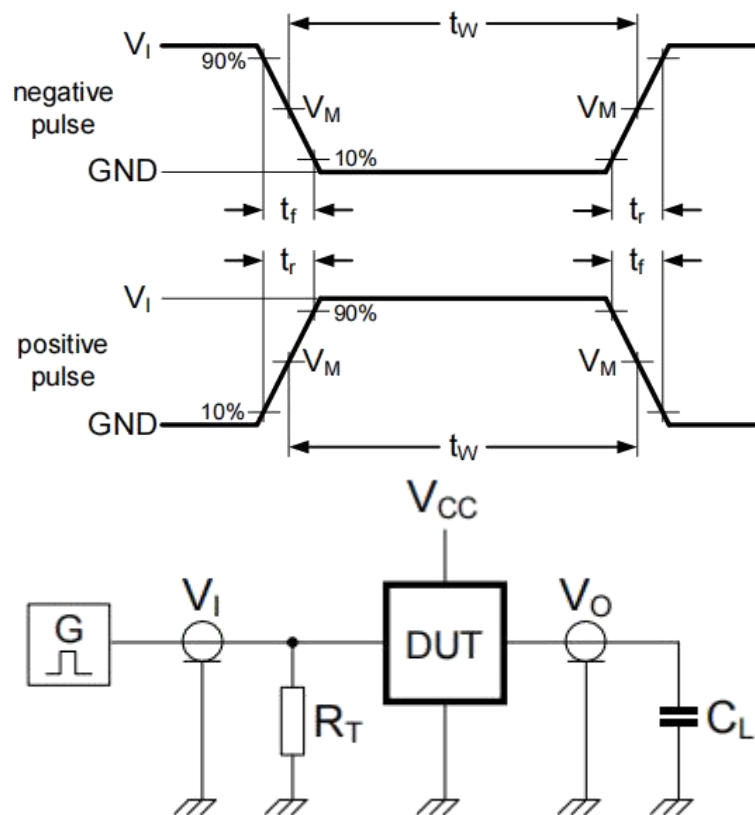 t_W
V_I
90%
negative pulse
V_M
V_M
10%
GND
t_f
t_r
t_r
t_f
V_I
90%
positive pulse
V_M
V_M
10%
GND
t_W
V_CC
V_I
V_O
G
DUT
R_T
C_L